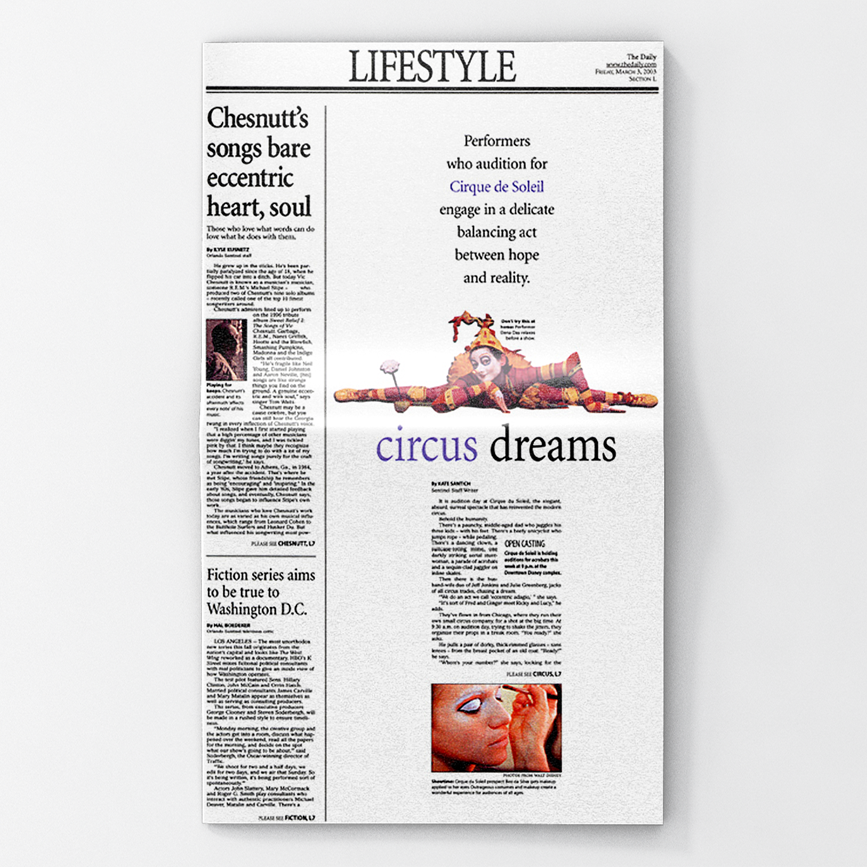 LIFESTYLE
The Daily
www.thedaily.com
Friday, March 3, 2003
Section L
Chesnutt's
songs bare
eccentric
heart, soul
Those who love what words can do
love what he does with them.
By KYLE KUSNETZ
Orlando Sentinel staff
He grew up in the sticks. He's been par-
tially paralyzed since the age of 18, when he
flipped his car into a ditch. But today Vic
Chesnutt is known as a musician's musician,
someone R.E.M.'s Michael Stipe – who
produced two of Chesnutt's nine solo albums
– recently called one of the top 10 finest
songwriters around.
Chesnutt's admirers lined up to perform
on the 1996 tribute
album Sweet Relief 2:
The Songs of Vic
Chesnutt. Garbage,
R.E.M., Nanci Griffith,
Hootie and the Blowfish,
Smashing Pumpkins,
Madonna and the Indigo
Girls all contributed.
"He's fragile like Neil
Young, Daniel Johnston
and Aaron Neville, [his]
songs are like strange
things you find on the
ground. A genuine eccen-
tric and with soul," says
singer Tom Waits.
Chesnutt may be a
cause celebre, but you
can still hear the Georgia
twang in every inflection of Chesnutt's voice.
Playing for
keeps: Chesnutt's
accident and its
aftermath 'affects
every note' of his
music.
"I realized when I first started playing
that a high percentage of other musicians
were diggin' my tunes, and I was tickled
pink by that. I think maybe they recognize
how much I'm trying to do with a lot of my
songs. I'm writing songs purely for the craft
of songwriting," he says.
Chesnutt moved to Athens, Ga., in 1984,
a year after the accident. That's where he
met Stipe, whose friendship he remembers
as being "encouraging" and "inspiring." In the
early '90s, Stipe gave him detailed feedback
about songs, and eventually, Chesnutt says,
those songs began to influence Stipe's own
work.
The musicians who love Chesnutt's work
today are as varied as his own musical influ-
ences, which range from Leonard Cohen to
the Butthole Surfers and Husker Du. But
what influenced his songwriting most pow-
PLEASE SEE CHESNUTT, L7
Fiction series aims
to be true to
Washington D.C.
By HAL BOEDEKER
Orlando Sentinel television critic
LOS ANGELES – The most unorthodox
new series this fall originates from the
nation's capital and looks like The West
Wing reworked as a documentary. HBO's K
Street mixes fictional political consultants
with real politicians to give an inside view of
how Washington operates.
The test pilot featured Sens. Hillary
Clinton, John McCain and Orrin Hatch.
Married political consultants James Carville
and Mary Matalin appear as themselves as
well as serving as consulting producers.
The series, from executive producers
George Clooney and Steven Soderbergh, will
be made in a rushed style to ensure timeli-
ness.
"Monday morning, the creative group and
the actors get into a room, discuss what hap-
pened over the weekend, read all the papers
for the morning, and decide on the spot
what our show's going to be about," said
Soderbergh, the Oscar-winning director of
Traffic.
"We shoot for two and a half days, we
edit for two days, and we air that Sunday. So
it's being written, it's being performed sort of
spontaneously."
Actors John Slattery, Mary McCormack
and Roger G. Smith play consultants who
interact with authentic practitioners Michael
Deaver, Matalin and Carville. There's a
PLEASE SEE FICTION, L7
Performers
who audition for
Cirque de Soleil
engage in a delicate
balancing act
between hope
and reality.
Don't try this at
home: Performer
Elena Day relaxes
before a show.
circus dreams
By KATE SANTICH
Sentinel Staff Writer
It is audition day at Cirque du Soleil, the elegant,
absurd, surreal spectacle that has reinvented the modern
circus.
Behold the humanity.
There's a paunchy, middle-aged dad who juggles his
three kids – with his feet. There's a beefy unicyclist who
jumps rope – while pedaling.
There's a dancing clown, a
suitcase-toting mime, one
darkly striking aerial stunt-
woman, a parade of acrobats
and a sequin-clad juggler on
inline skates.
OPEN CASTING
Cirque du Soleil is holding
auditions for acrobats this
week at 9 p.m. at the
Downtown Disney complex.
Then there is the hus-
band-wife duo of Jeff Jenkins and Julie Greenberg, jacks
of all circus trades, chasing a dream.
"We do an act we call 'eccentric adagio,' " she says.
"It's sort of Fred and Ginger meet Ricky and Lucy," he
adds.
They've flown in from Chicago, where they run their
own small circus company, for a shot at the big time. At
9:30 a.m. on audition day, trying to shake the jitters, they
organize their props in a break room. "You ready?" she
asks.
He pulls a pair of dorky, thick-rimmed glasses – sans
lenses – from the breast pocket of an old coat. "Ready!"
he says.
"Where's your number?" she says, looking for the
PLEASE SEE CIRCUS, L7
PHOTOS FROM WALT DISNEY
Showtime: Cirque du Soleil prospect Bee da Silva gets makeup
applied to her eyes. Outrageous costumes and makeup create a
wonderful experience for audiences of all ages.